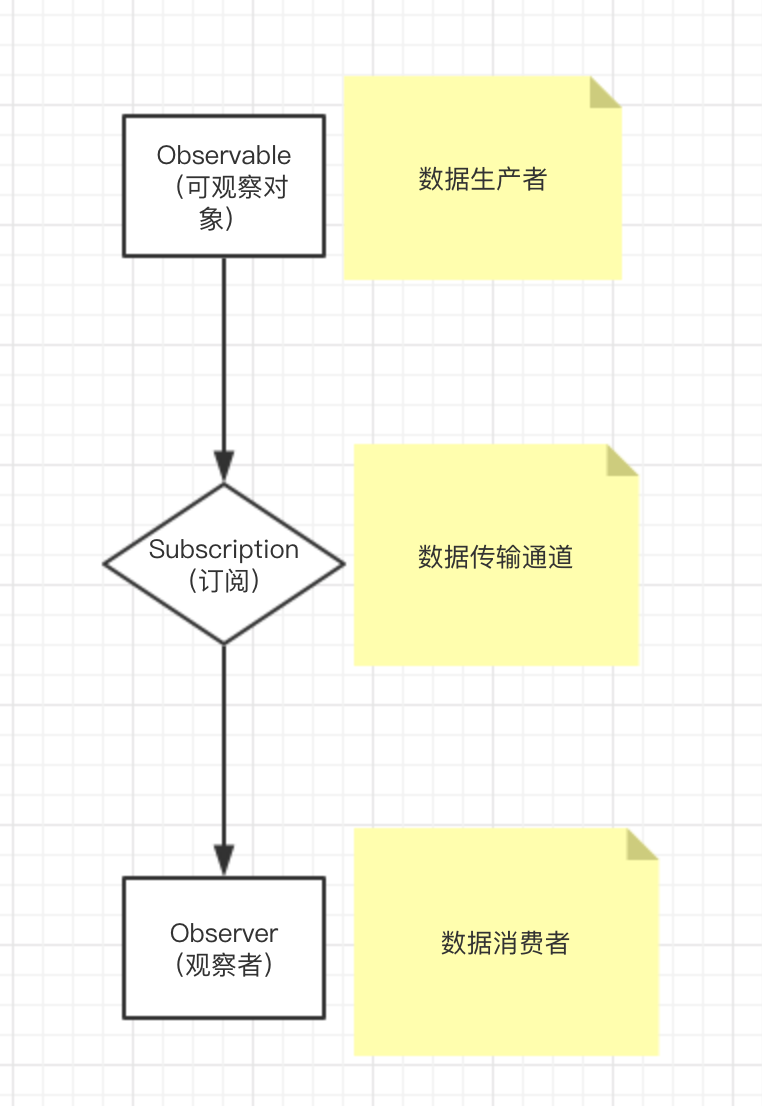 Observable
（可观察对
象）
数据生产者
Subscription
（订阅）
数据传输通道
Observer
（观察者）
数据消费者